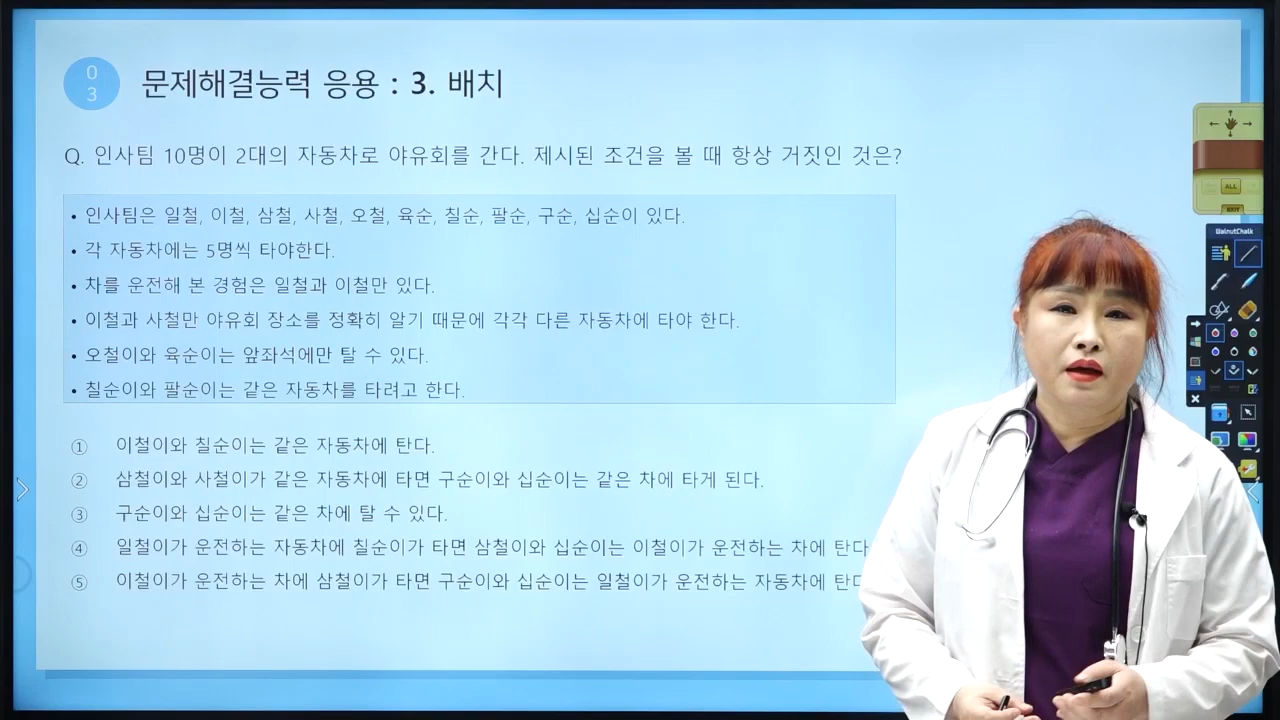 03
문제해결능력 응용 : 3. 배치
Q. 인사팀 10명이 2대의 자동차로 야유회를 간다. 제시된 조건을 볼 때 항상 거짓인 것은?
• 인사팀은 일철, 이철, 삼철, 사철, 오철, 육순, 칠순, 팔순, 구순, 십순이 있다.
• 각 자동차에는 5명씩 타야한다.
• 차를 운전해 본 경험은 일철과 이철만 있다.
• 이철과 사철만 야유회 장소를 정확히 알기 때문에 각각 다른 자동차에 타야 한다.
• 오철이와 육순이는 앞좌석에만 탈 수 있다.
• 칠순이와 팔순이는 같은 자동차를 타려고 한다.
① 이철이와 칠순이는 같은 자동차에 탄다.
② 삼철이와 사철이가 같은 자동차에 타면 구순이와 십순이는 같은 차에 타게 된다.
③ 구순이와 십순이는 같은 차에 탈 수 있다.
④ 일철이가 운전하는 자동차에 칠순이가 타면 삼철이와 십순이는 이철이가 운전하는 차에 탄다
⑤ 이철이가 운전하는 차에 삼철이가 타면 구순이와 십순이는 일철이가 운전하는 자동차에 탄다
ALL
EXIT
WalnutChalk